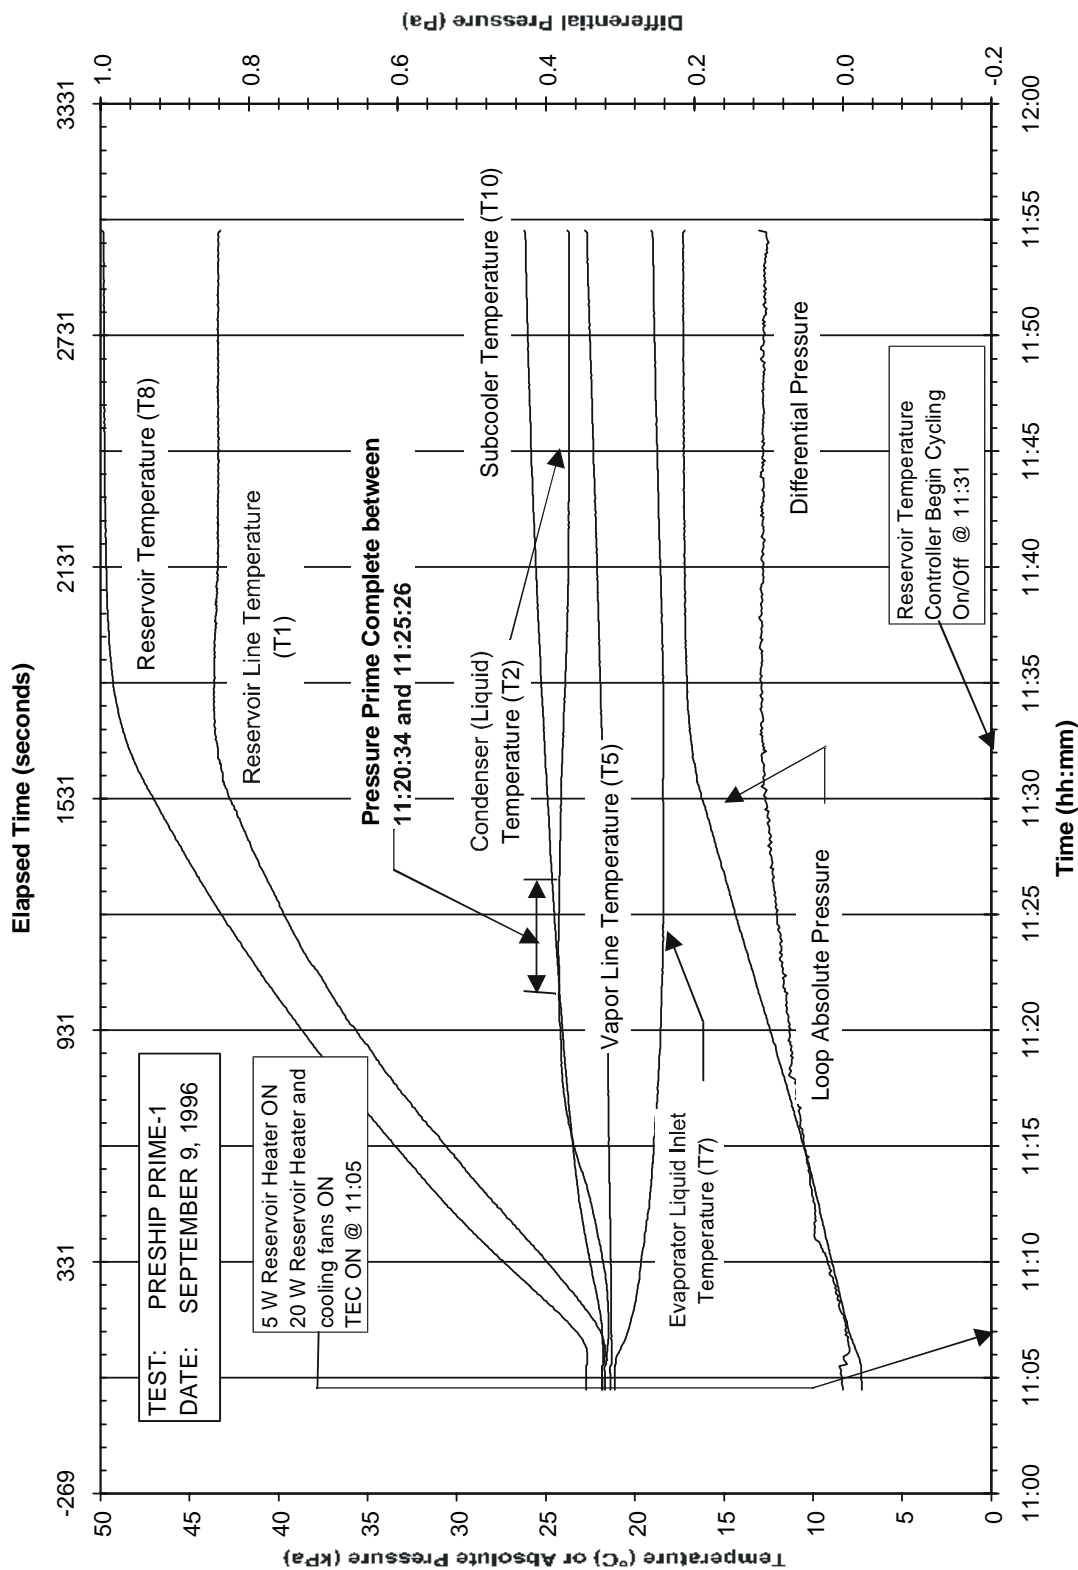 Elapsed Time (seconds)
-269 331 931 1531 2131 2731 3331
TEST: PRESHIP PRIME-1
DATE: SEPTEMBER 9, 1996
5 W Reservoir Heater ON
20 W Reservoir Heater and
cooling fans ON
TEC ON @ 11:05
Reservoir Temperature (T8)
Reservoir Line Temperature
(T1)
Pressure Prime Complete between
11:20:34 and 11:25:26
Condenser (Liquid)
Temperature (T2)
Subcooler Temperature (T10)
Vapor Line Temperature (T5)
Evaporator Liquid Inlet
Temperature (T7)
Loop Absolute Pressure
Differential Pressure
Reservoir Temperature
Controller Begin Cycling
On/Off @ 11:31
Temperature (°C) or Absolute Pressure (kPa)
50
45
40
35
30
25
20
15
10
5
0
Differential Pressure (Pa)
1.0
0.8
0.6
0.4
0.2
0.0
-0.2
11:00 11:05 11:10 11:15 11:20 11:25 11:30 11:35 11:40 11:45 11:50 11:55 12:00
Time (hh:mm)